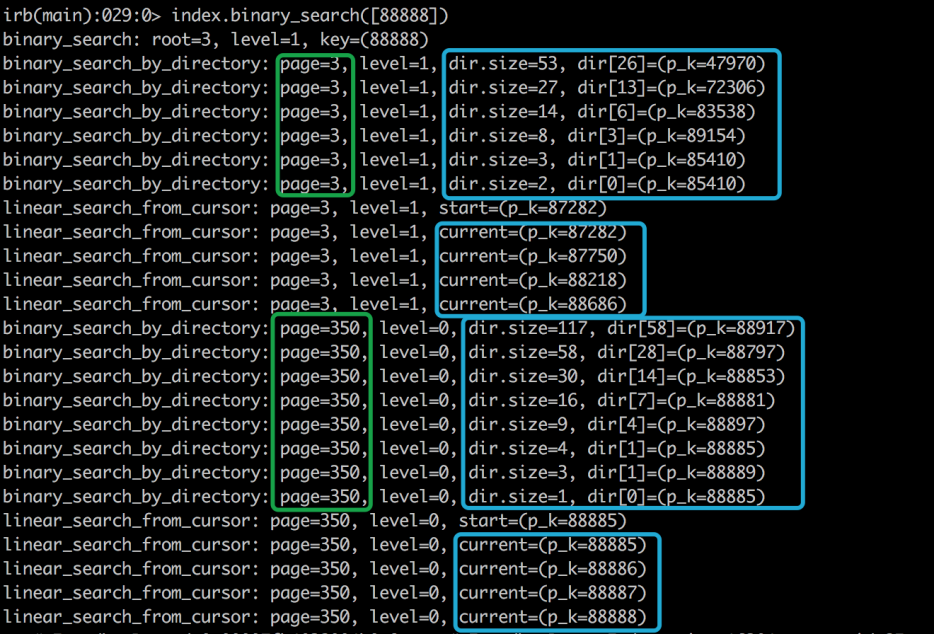 irb(main):029:0> index.binary_search([88888])
binary_search: root=3, level=1, key=(88888)
binary_search_by_directory: page=3, level=1, dir.size=53, dir[26]=(p_k=47970)
binary_search_by_directory: page=3, level=1, dir.size=27, dir[13]=(p_k=72306)
binary_search_by_directory: page=3, level=1, dir.size=14, dir[6]=(p_k=83538)
binary_search_by_directory: page=3, level=1, dir.size=8, dir[3]=(p_k=89154)
binary_search_by_directory: page=3, level=1, dir.size=3, dir[1]=(p_k=85410)
binary_search_by_directory: page=3, level=1, dir.size=2, dir[0]=(p_k=85410)
linear_search_from_cursor: page=3, level=1, start=(p_k=87282)
linear_search_from_cursor: page=3, level=1, current=(p_k=87282)
linear_search_from_cursor: page=3, level=1, current=(p_k=87750)
linear_search_from_cursor: page=3, level=1, current=(p_k=88218)
linear_search_from_cursor: page=3, level=1, current=(p_k=88686)
binary_search_by_directory: page=350, level=0, dir.size=117, dir[58]=(p_k=88917)
binary_search_by_directory: page=350, level=0, dir.size=58, dir[28]=(p_k=88797)
binary_search_by_directory: page=350, level=0, dir.size=30, dir[14]=(p_k=88853)
binary_search_by_directory: page=350, level=0, dir.size=16, dir[7]=(p_k=88881)
binary_search_by_directory: page=350, level=0, dir.size=9, dir[4]=(p_k=88897)
binary_search_by_directory: page=350, level=0, dir.size=4, dir[1]=(p_k=88885)
binary_search_by_directory: page=350, level=0, dir.size=3, dir[1]=(p_k=88889)
binary_search_by_directory: page=350, level=0, dir.size=1, dir[0]=(p_k=88885)
linear_search_from_cursor: page=350, level=0, start=(p_k=88885)
linear_search_from_cursor: page=350, level=0, current=(p_k=88885)
linear_search_from_cursor: page=350, level=0, current=(p_k=88886)
linear_search_from_cursor: page=350, level=0, current=(p_k=88887)
linear_search_from_cursor: page=350, level=0, current=(p_k=88888)